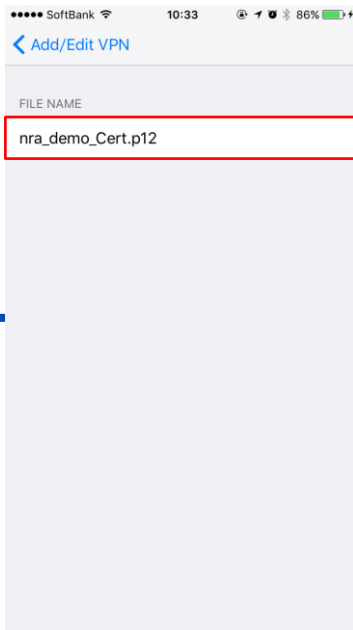 SoftBank 10:33 86%
Add/Edit VPN
FILE NAME
nra_demo_Cert.p12